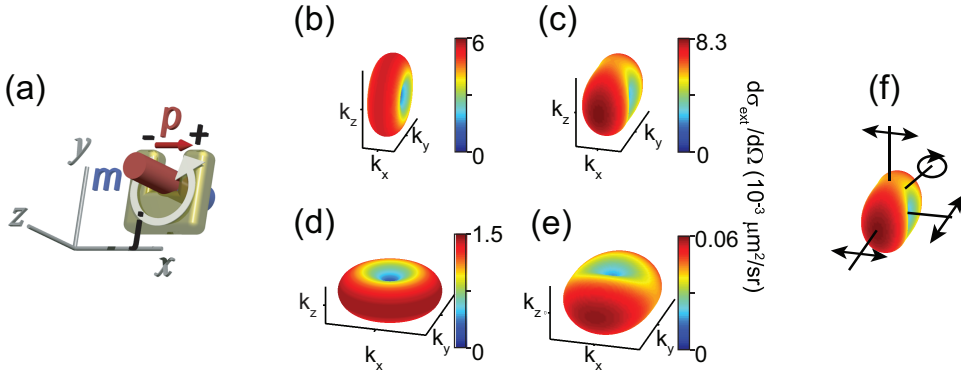 (a)
- p +
y
m
z
x
(b)
6
0
k_z
k_y
k_x
(c)
8.3
0
k_z
k_y
k_x
(d)
1.5
0
k_z
k_y
k_x
(e)
0.06
0
k_z
k_y
k_x
dσ_ext/dΩ (10⁻³ μm²/sr)
(f)